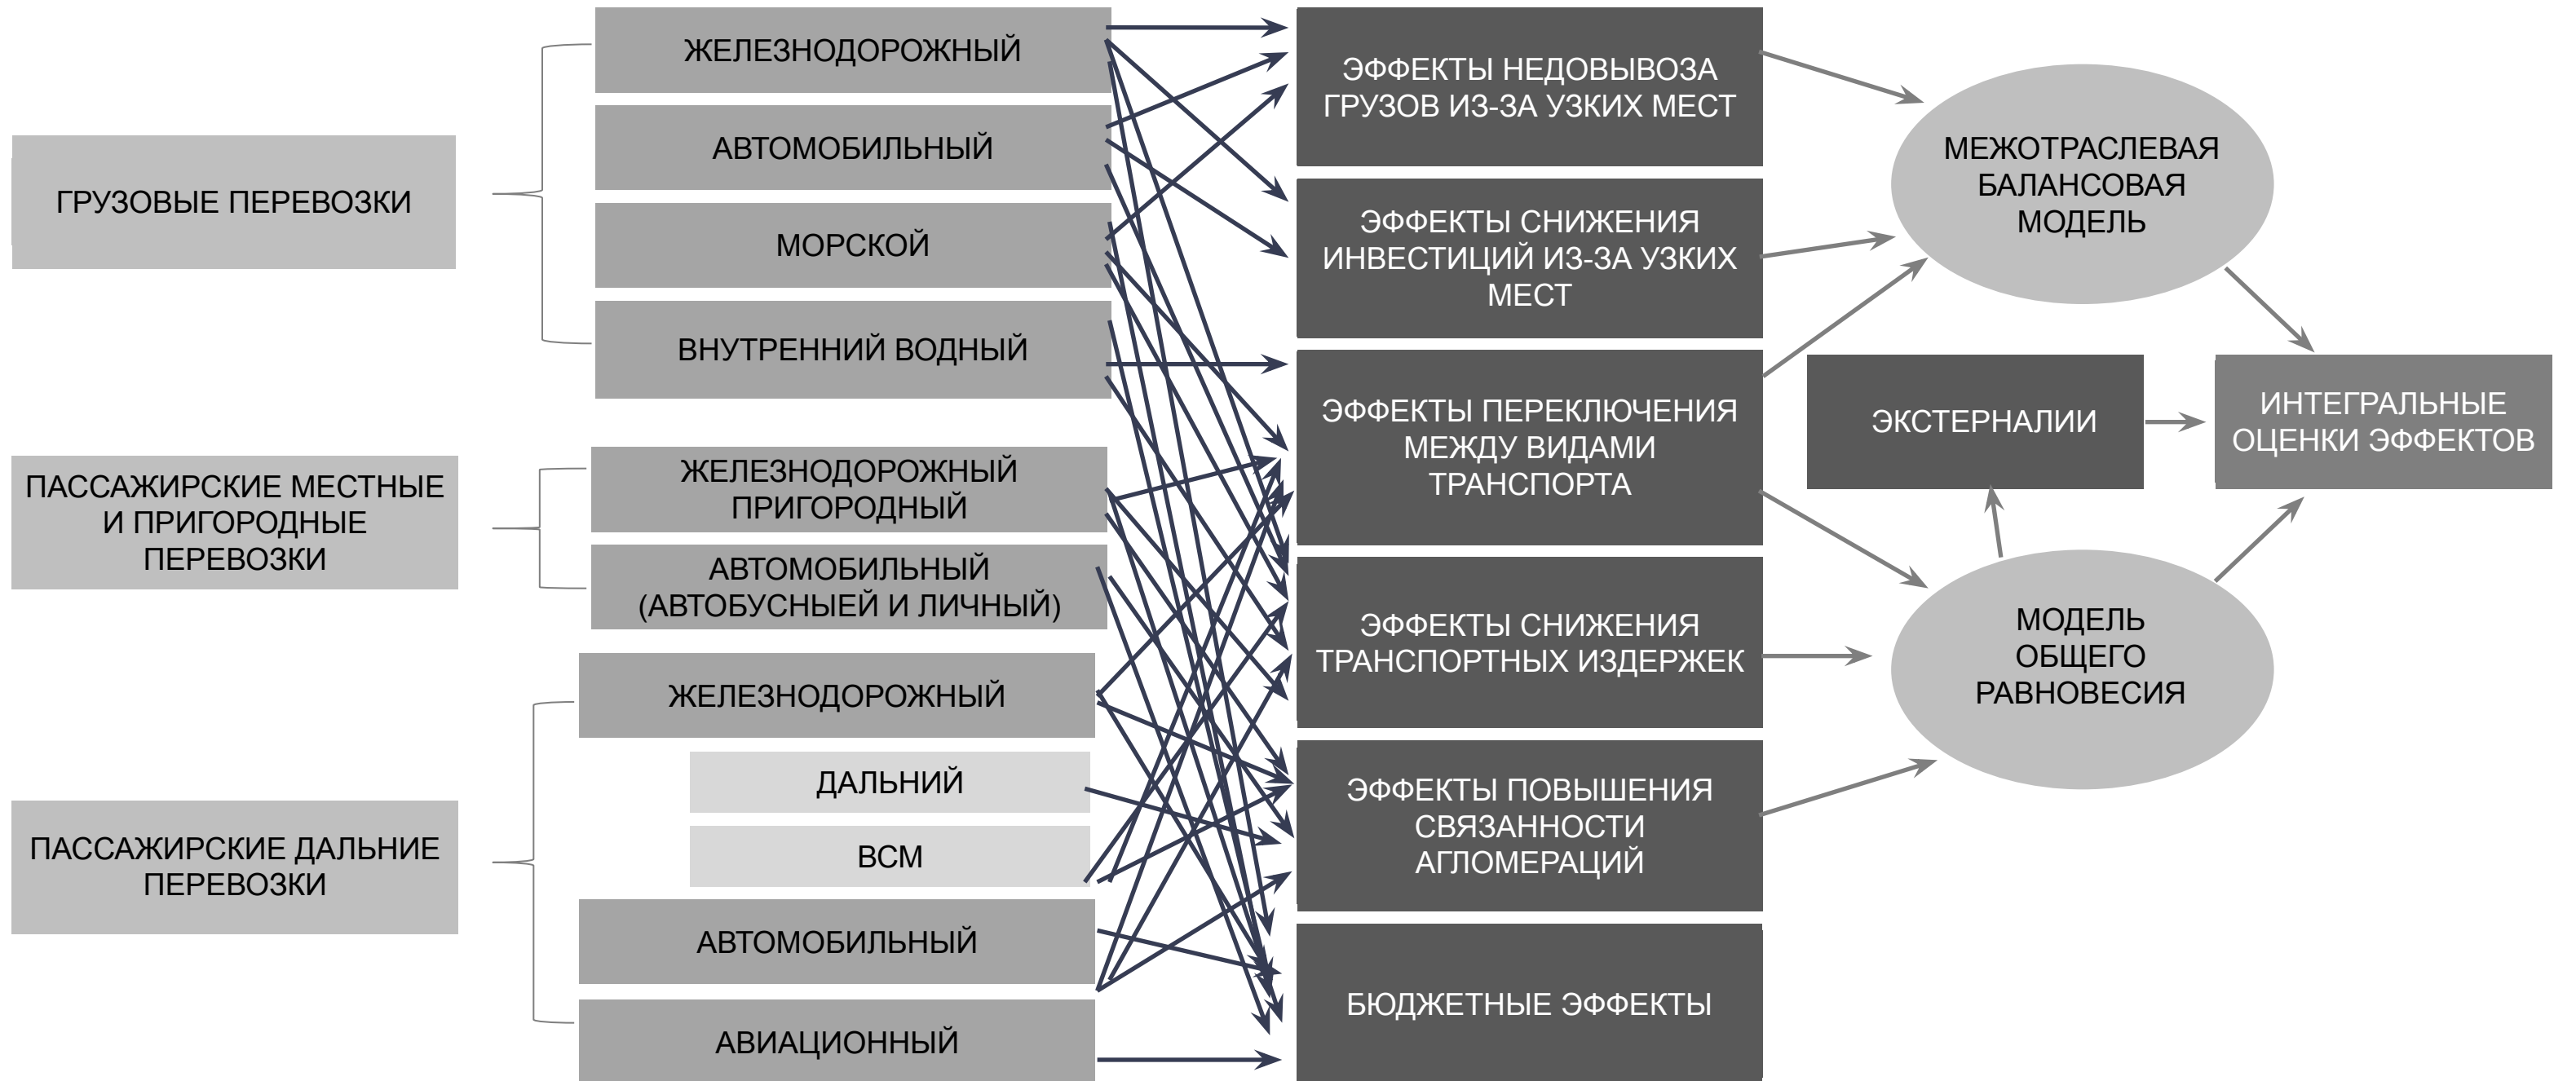 ГРУЗОВЫЕ ПЕРЕВОЗКИ
ПАССАЖИРСКИЕ МЕСТНЫЕ
И ПРИГОРОДНЫЕ
ПЕРЕВОЗКИ
ПАССАЖИРСКИЕ ДАЛЬНИЕ
ПЕРЕВОЗКИ
ЖЕЛЕЗНОДОРОЖНЫЙ
АВТОМОБИЛЬНЫЙ
МОРСКОЙ
ВНУТРЕННИЙ ВОДНЫЙ
ЖЕЛЕЗНОДОРОЖНЫЙ
ПРИГОРОДНЫЙ
АВТОМОБИЛЬНЫЙ
(АВТОБУСНЫЕЙ И ЛИЧНЫЙ)
ЖЕЛЕЗНОДОРОЖНЫЙ
ДАЛЬНИЙ
ВСМ
АВТОМОБИЛЬНЫЙ
АВИАЦИОННЫЙ
ЭФФЕКТЫ НЕДОВЫВОЗА
ГРУЗОВ ИЗ-ЗА УЗКИХ МЕСТ
ЭФФЕКТЫ СНИЖЕНИЯ
ИНВЕСТИЦИЙ ИЗ-ЗА УЗКИХ
МЕСТ
ЭФФЕКТЫ ПЕРЕКЛЮЧЕНИЯ
МЕЖДУ ВИДАМИ
ТРАНСПОРТА
ЭФФЕКТЫ СНИЖЕНИЯ
ТРАНСПОРТНЫХ ИЗДЕРЖЕК
ЭФФЕКТЫ ПОВЫШЕНИЯ
СВЯЗАННОСТИ
АГЛОМЕРАЦИЙ
БЮДЖЕТНЫЕ ЭФФЕКТЫ
МЕЖОТРАСЛЕВАЯ
БАЛАНСОВАЯ
МОДЕЛЬ
ЭКСТЕРНАЛИИ
МОДЕЛЬ
ОБЩЕГО
РАВНОВЕСИЯ
ИНТЕГРАЛЬНЫЕ
ОЦЕНКИ ЭФФЕКТОВ